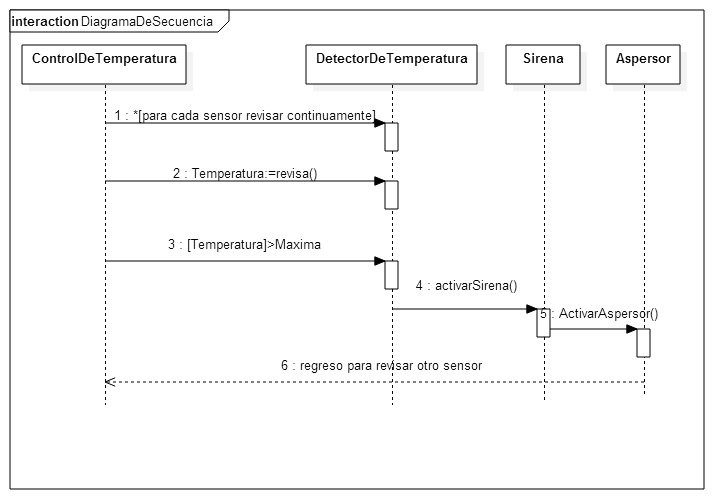 interaction DiagramaDeSecuencia
ControlDeTemperatura
DetectorDeTemperatura
Sirena
Aspersor
1 : *[para cada sensor revisar continuamente]
2 : Temperatura:=revisa()
3 : [Temperatura]>Maxima
4 : activarSirena()
5 : ActivarAspersor()
6 : regreso para revisar otro sensor